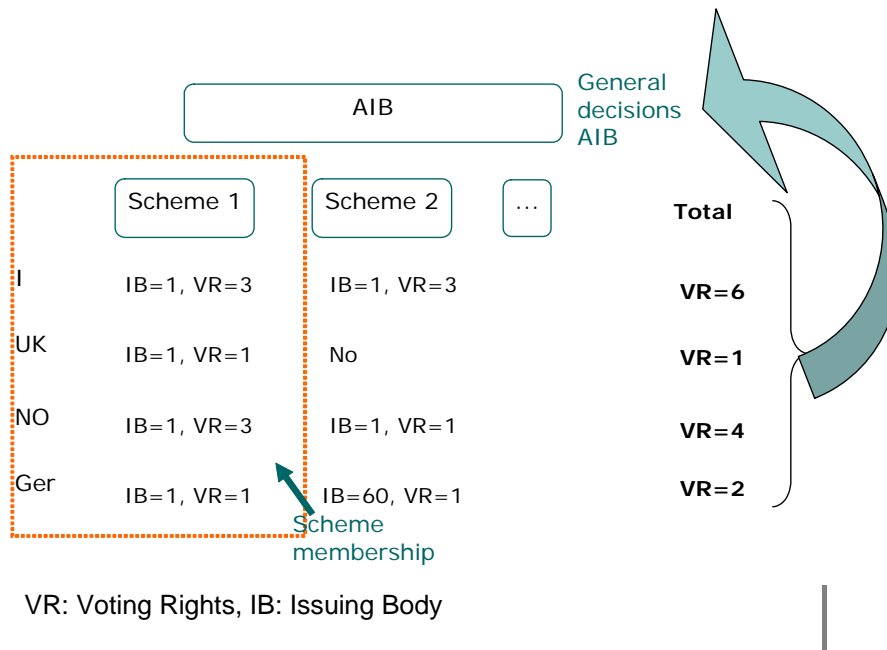 AIB
General
decisions
AIB
Scheme 1
Scheme 2
...
Total
I
IB=1, VR=3
IB=1, VR=3
VR=6
UK
IB=1, VR=1
No
VR=1
NO
IB=1, VR=3
IB=1, VR=1
VR=4
Ger
IB=1, VR=1
IB=60, VR=1
VR=2
Scheme
membership
VR: Voting Rights, IB: Issuing Body